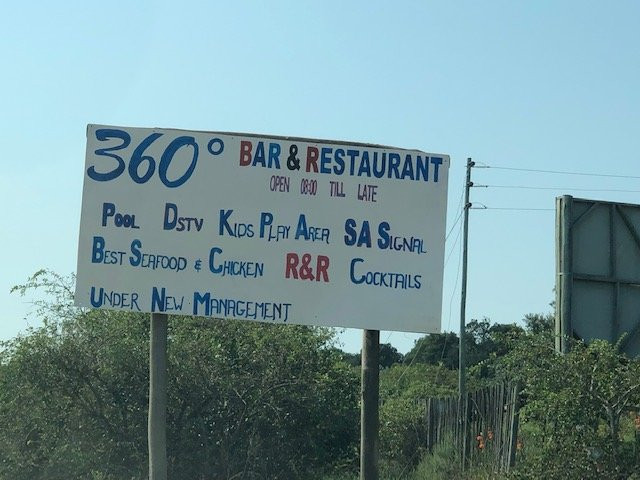 360° BAR & RESTAURANT
OPEN 08:00 TILL LATE
POOL DSTV KIDS PLAY AREA SA SIGNAL
BEST SEAFOOD & CHICKEN R&R COCKTAILS
UNDER NEW MANAGEMENT